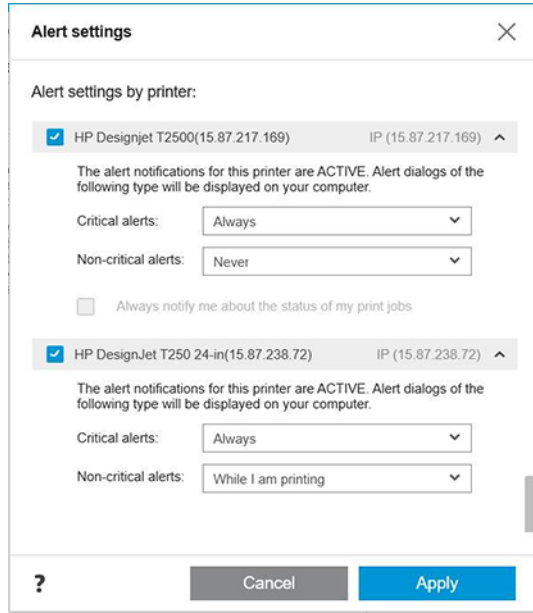 Alert settings
Alert settings by printer:
HP Designjet T2500(15.87.217.169) IP (15.87.217.169)
The alert notifications for this printer are ACTIVE. Alert dialogs of the
following type will be displayed on your computer.
Critical alerts: Always
Non-critical alerts: Never
Always notify me about the status of my print jobs
HP DesignJet T250 24-in(15.87.238.72) IP (15.87.238.72)
The alert notifications for this printer are ACTIVE. Alert dialogs of the
following type will be displayed on your computer.
Critical alerts: Always
Non-critical alerts: While I am printing
? Cancel Apply